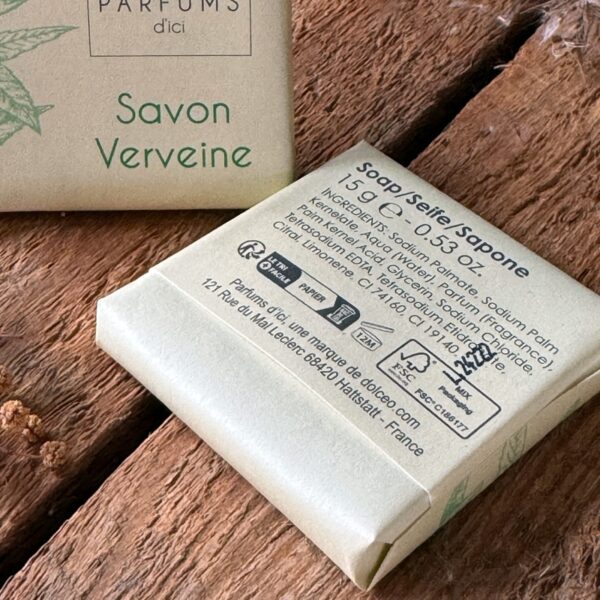 PARFUMS
d'ici
Savon
Verveine
Soap/Seife/Sapone
15 g ℮ - 0.53 oz.
INGREDIENTS: Sodium Palmate, Sodium Palm
Kernelate, Aqua (Water), Parfum (Fragrance),
Palm Kernel Acid, Glycerin, Sodium Chloride,
Tetrasodium EDTA, Tetrasodium Etidronate,
Citral, Limonene, CI 74160, CI 19140
LE TRI
+ FACILE
PAPIER
12M
24222
FSC
MIX
Packaging
FSC® C186177
Parfums d'ici, une marque de dolceo.com
121 Rue du Mal Leclerc 68420 Hattstatt - France